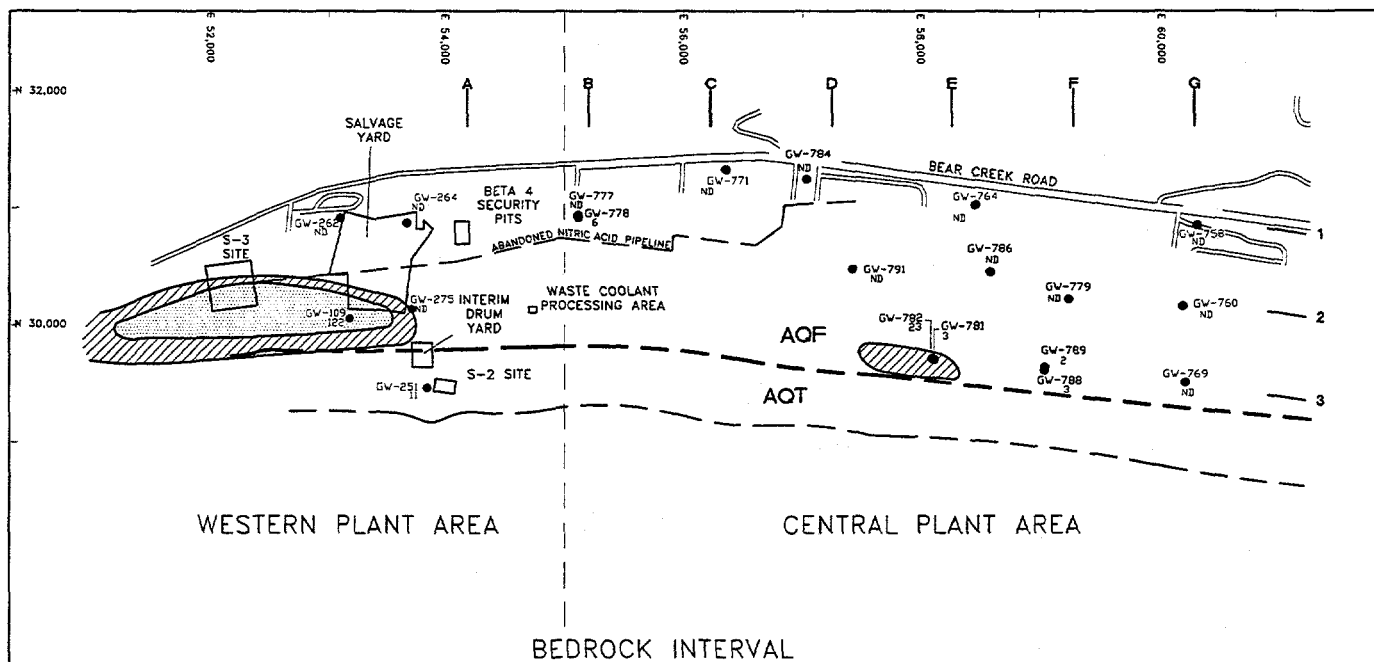 E 52,000
E 54,000
E 56,000
E 58,000
E 60,000
N 32,000
A
B
C
D
E
F
G
SALVAGE
YARD
GW-784
ND
BEAR CREEK ROAD
GW-771
ND
GW-264
ND
BETA 4
SECURITY
PITS
GW-777
ND
GW-778
6
GW-764
ND
GW-262
ND
GW-758
ND
1
S-3
SITE
ABANDONED NITRIC ACID PIPELINE
GW-786
ND
GW-791
ND
GW-779
ND
GW-760
ND
2
GW-275
ND
INTERIM
DRUM
YARD
WASTE COOLANT
PROCESSING AREA
N 30,000
GW-109
122
AQF
GW-782
23
GW-781
3
GW-789
2
GW-788
3
GW-769
ND
3
S-2 SITE
GW-251
11
AQT
WESTERN PLANT AREA
CENTRAL PLANT AREA
BEDROCK INTERVAL